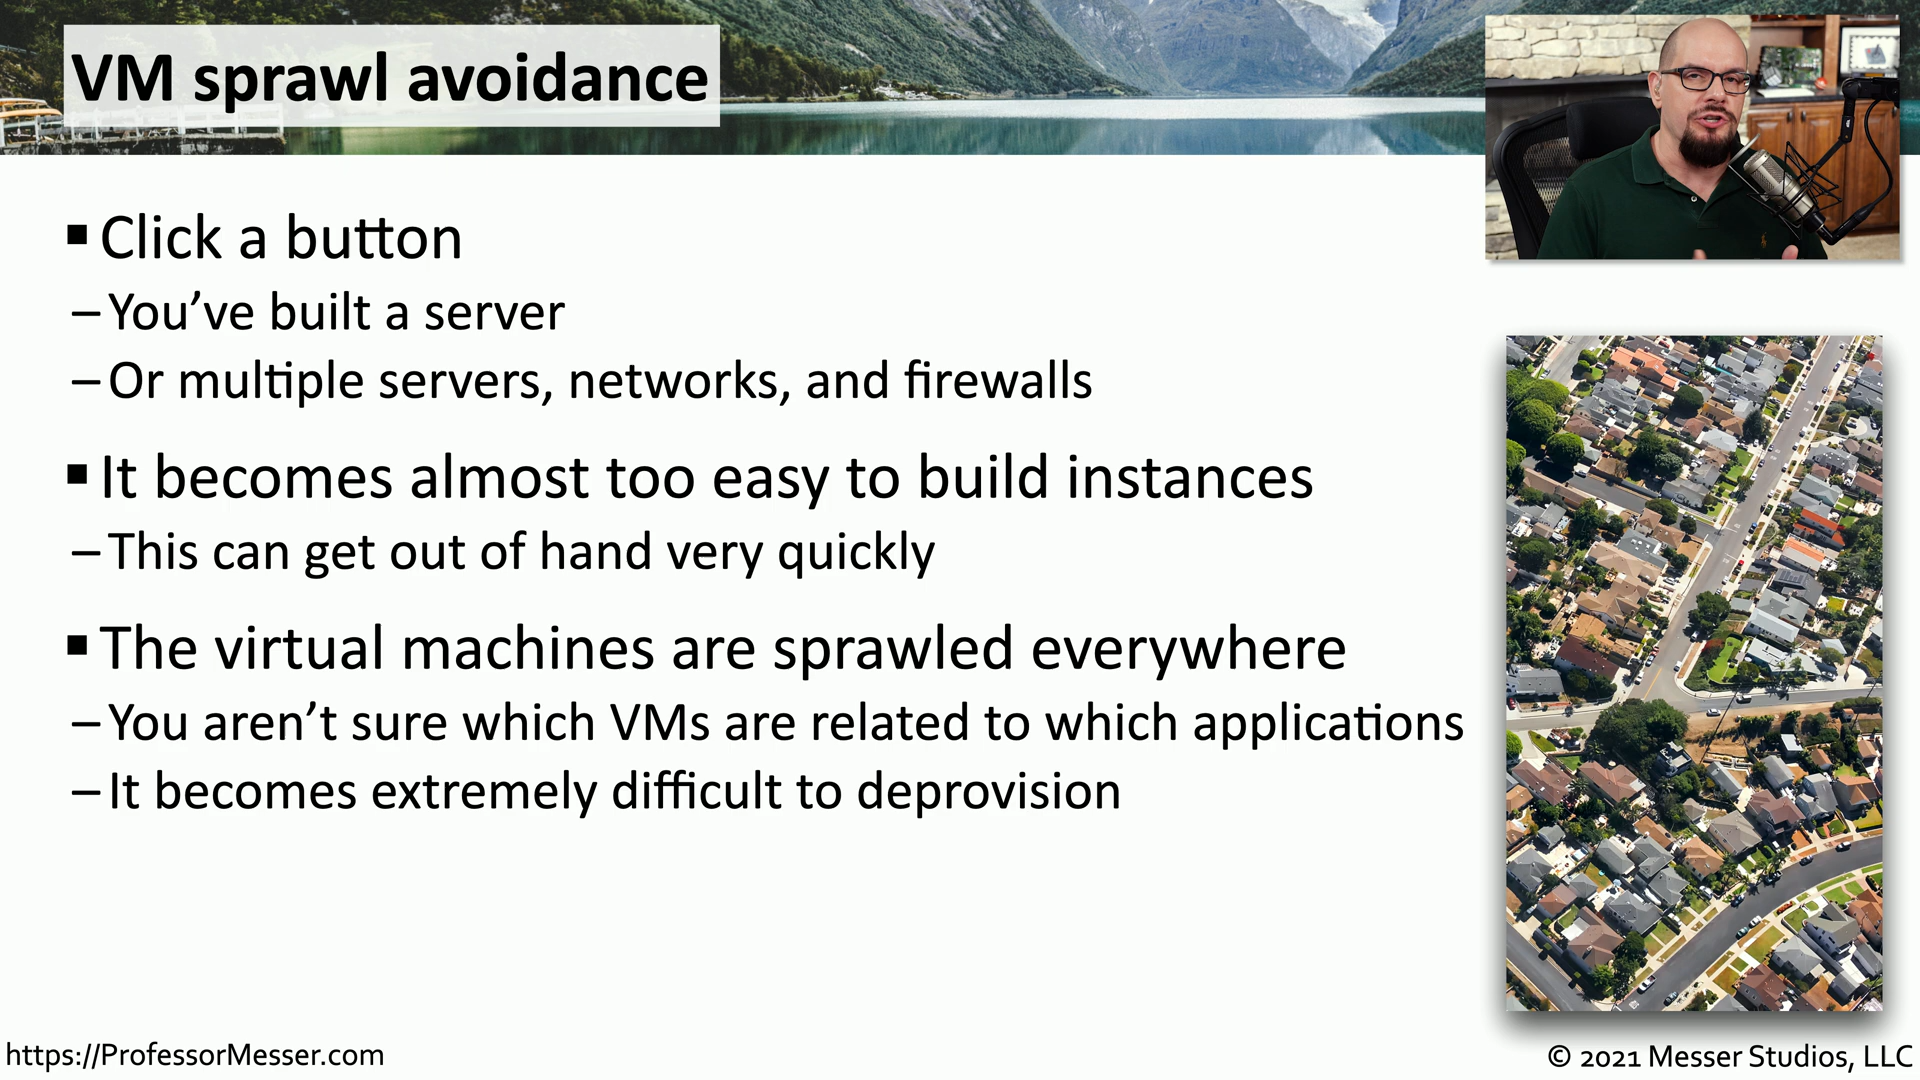 VM sprawl avoidance
▪ Click a button
– You’ve built a server
– Or multiple servers, networks, and firewalls
▪ It becomes almost too easy to build instances
– This can get out of hand very quickly
▪ The virtual machines are sprawled everywhere
– You aren’t sure which VMs are related to which applications
– It becomes extremely difficult to deprovision
https://ProfessorMesser.com
© 2021 Messer Studios, LLC